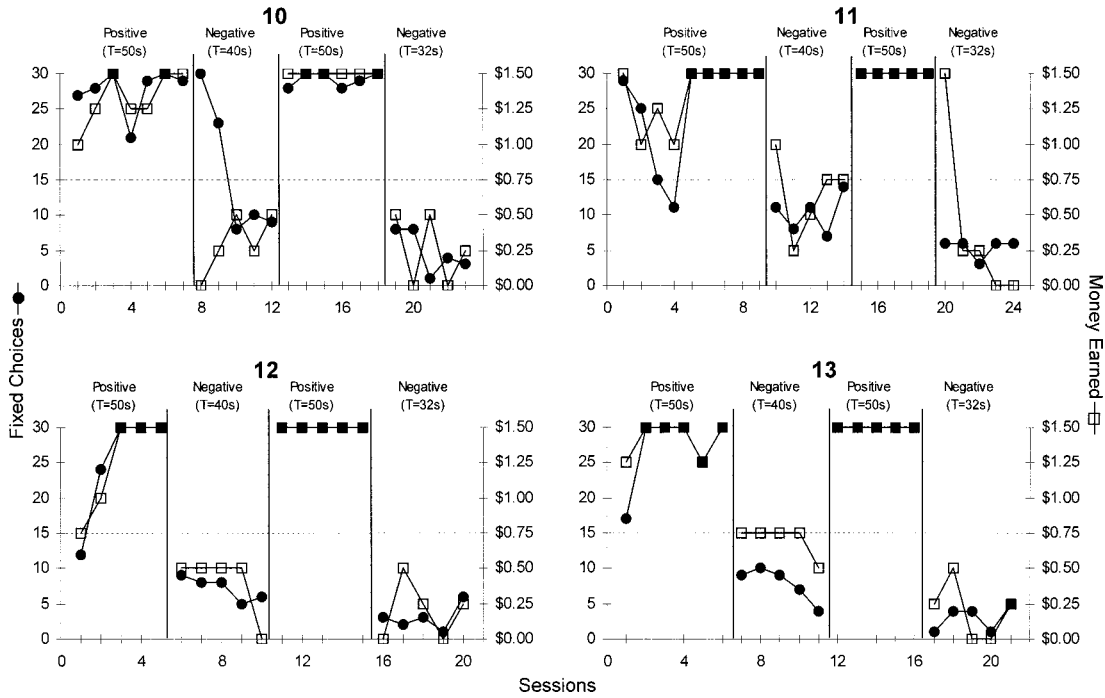 10
Positive Negative Positive Negative
(T=50s) (T=40s) (T=50s) (T=32s)
30 $1.50
25 $1.25
20 $1.00
15 $0.75
10 $0.50
5 $0.25
0 $0.00
0 4 8 12 16 20
11
Positive Negative Positive Negative
(T=50s) (T=40s) (T=50s) (T=32s)
30 $1.50
25 $1.25
20 $1.00
15 $0.75
10 $0.50
5 $0.25
0 $0.00
0 4 8 12 16 20 24
12
Positive Negative Positive Negative
(T=50s) (T=40s) (T=50s) (T=32s)
30 $1.50
25 $1.25
20 $1.00
15 $0.75
10 $0.50
5 $0.25
0 $0.00
0 4 8 12 16 20
13
Positive Negative Positive Negative
(T=50s) (T=40s) (T=50s) (T=32s)
30 $1.50
25 $1.25
20 $1.00
15 $0.75
10 $0.50
5 $0.25
0 $0.00
0 4 8 12 16 20
Fixed Choices
Money Earned
Sessions